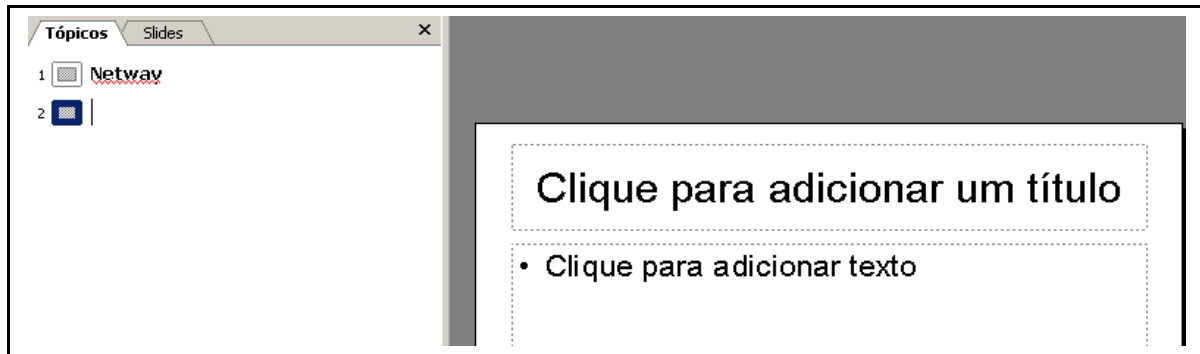 Tópicos Slides ×
1 Netway
2
Clique para adicionar um título
• Clique para adicionar texto